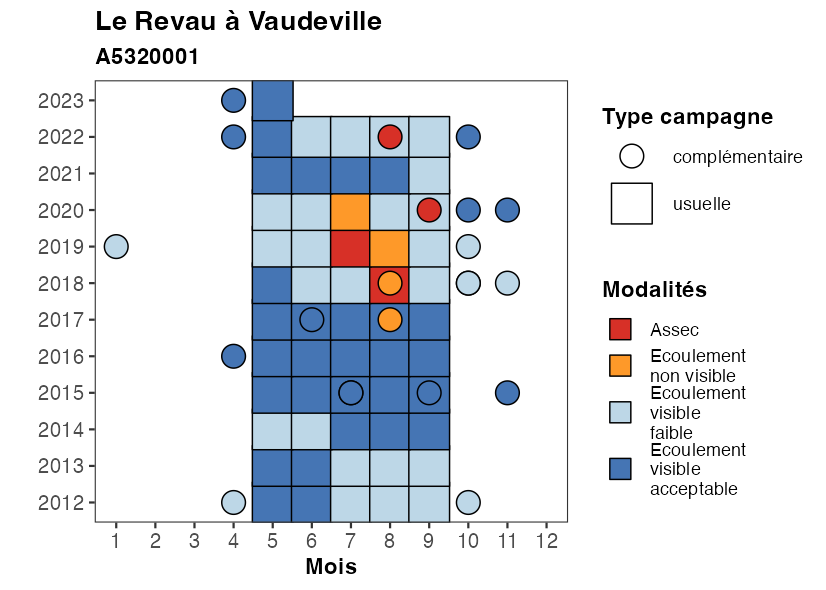 Le Revau à Vaudeville
A5320001
2023
2022
2021
2020
2019
2018
2017
2016
2015
2014
2013
2012
1 2 3 4 5 6 7 8 9 10 11 12
Mois
Type campagne
complémentaire
usuelle
Modalités
Assec
Ecoulement
non visible
Ecoulement
visible
faible
Ecoulement
visible
acceptable